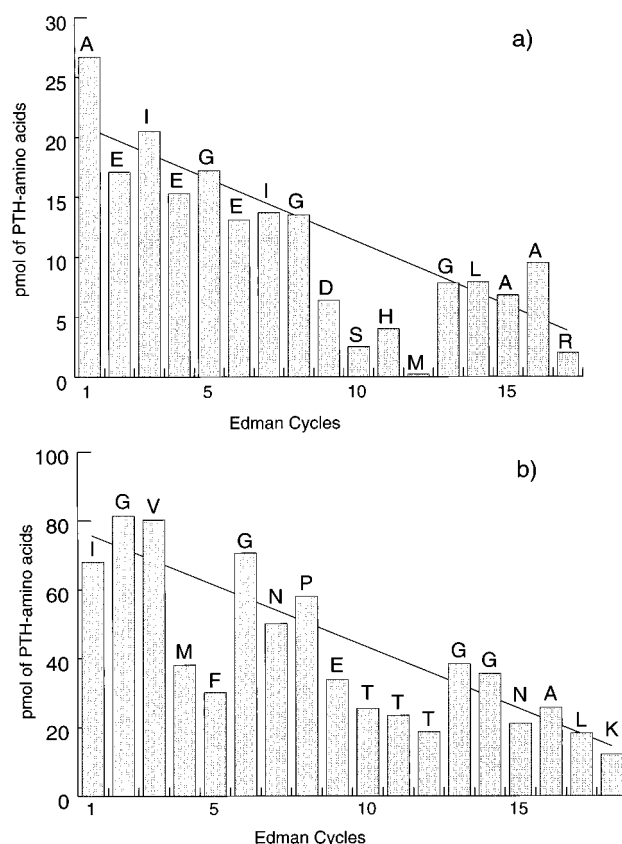 a)
30
25
20
15
10
5
0
pmol of PTH-amino acids
A E I E G E I G D S H M G L A A R
1 5 10 15
Edman Cycles
b)
100
80
60
40
20
0
pmol of PTH-amino acids
I G V M F G N P E T T T G G N A L K
1 5 10 15
Edman Cycles